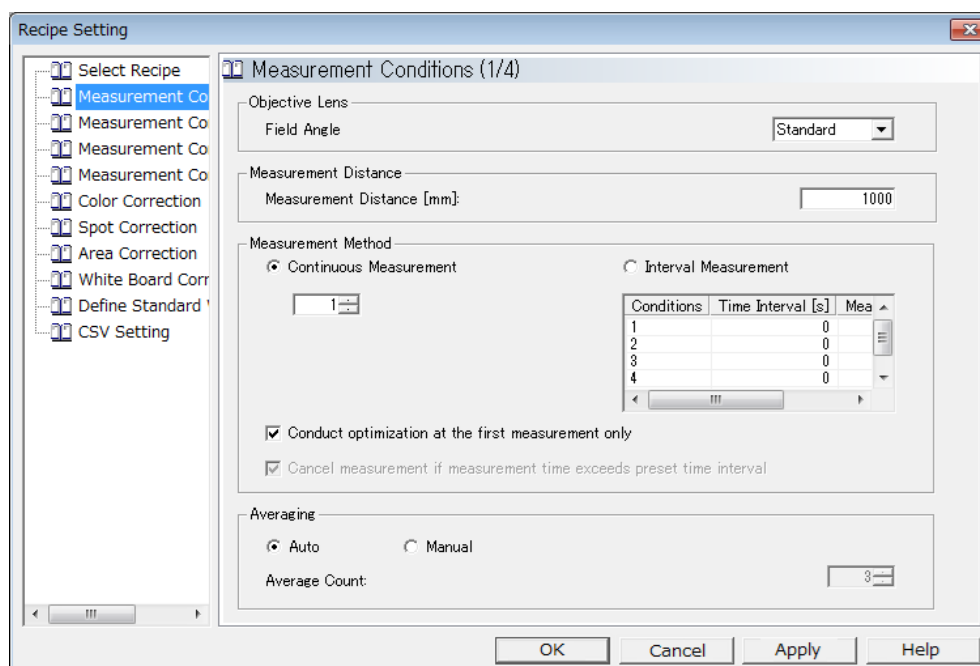 Recipe Setting
Select Recipe
Measurement Co
Measurement Co
Measurement Co
Measurement Co
Color Correction
Spot Correction
Area Correction
White Board Corr
Define Standard
CSV Setting
Measurement Conditions (1/4)
Objective Lens
Field Angle Standard
Measurement Distance
Measurement Distance [mm]: 1000
Measurement Method
Continuous Measurement Interval Measurement
1
Conditions Time Interval [s] Mea
1 0
2 0
3 0
4 0
Conduct optimization at the first measurement only
Cancel measurement if measurement time exceeds preset time interval
Averaging
Auto Manual
Average Count: 3
OK Cancel Apply Help